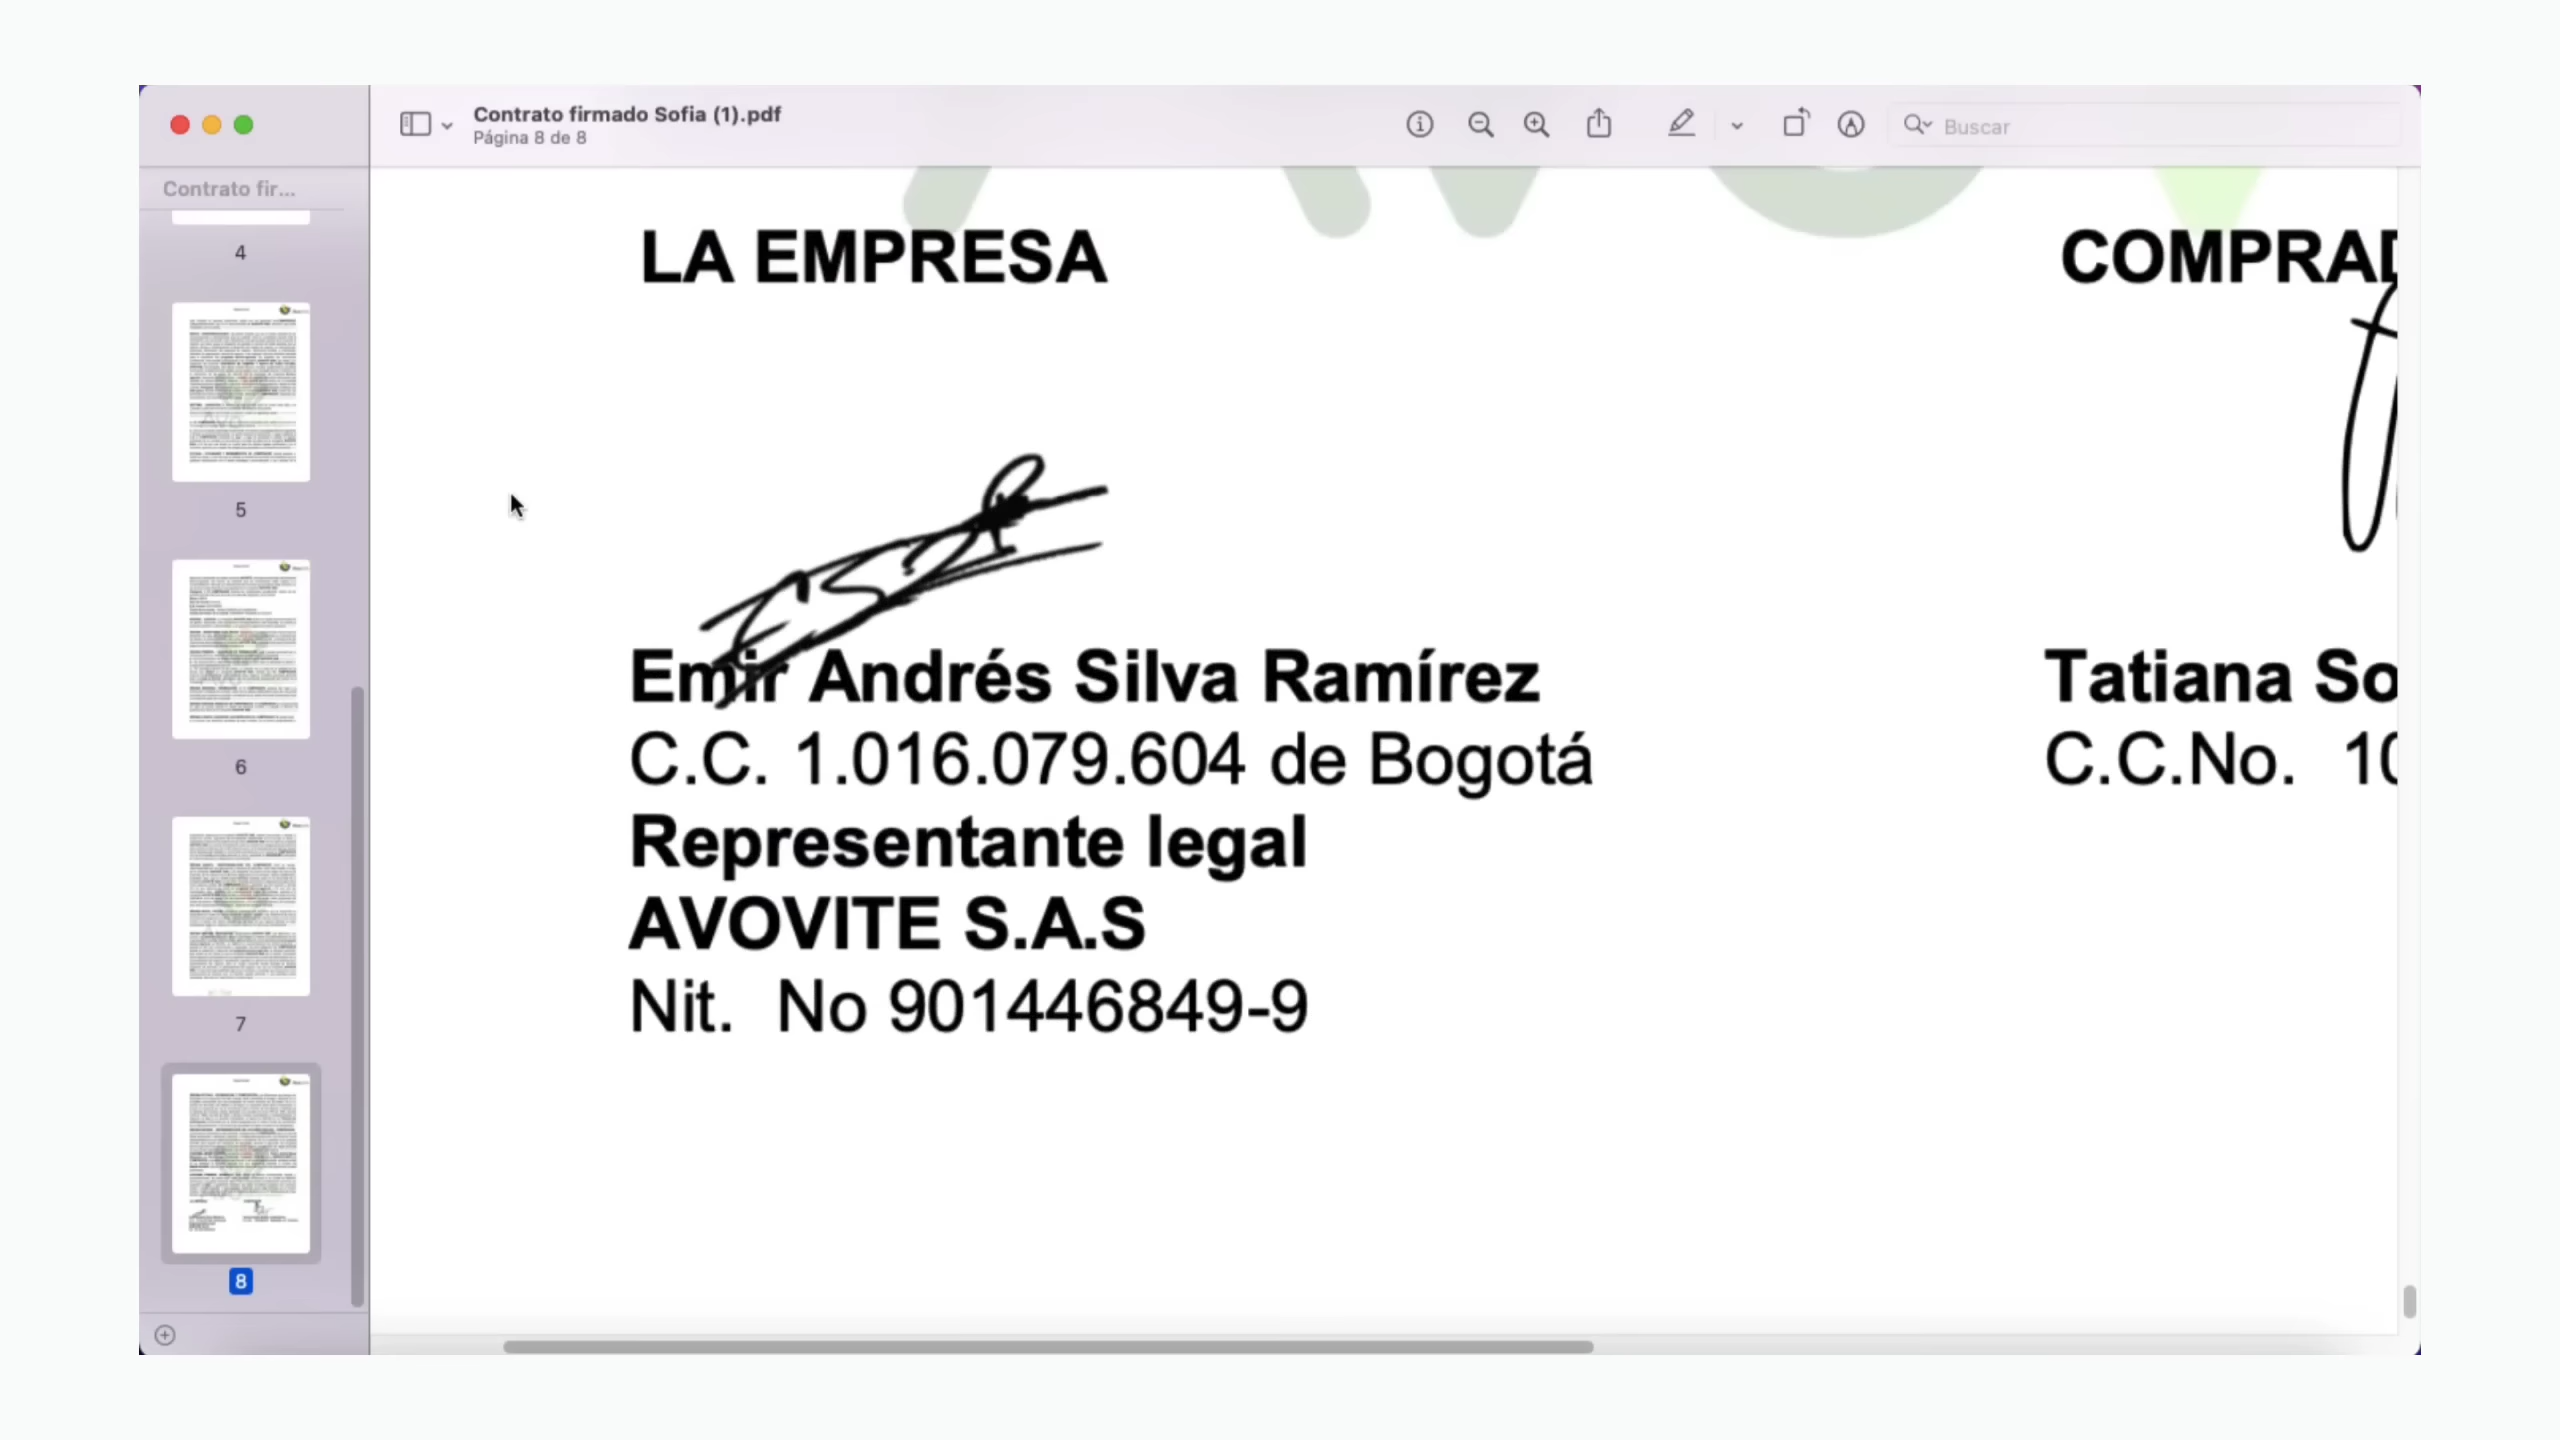 Contrato firmado Sofia (1).pdf
Página 8 de 8
Buscar
Contrato fir...
4
5
6
7
8
LA EMPRESA
Emir Andrés Silva Ramírez
C.C. 1.016.079.604 de Bogotá
Representante legal
AVOVITE S.A.S
Nit. No 901446849-9
COMPRAD
Tatiana So
C.C.No. 10